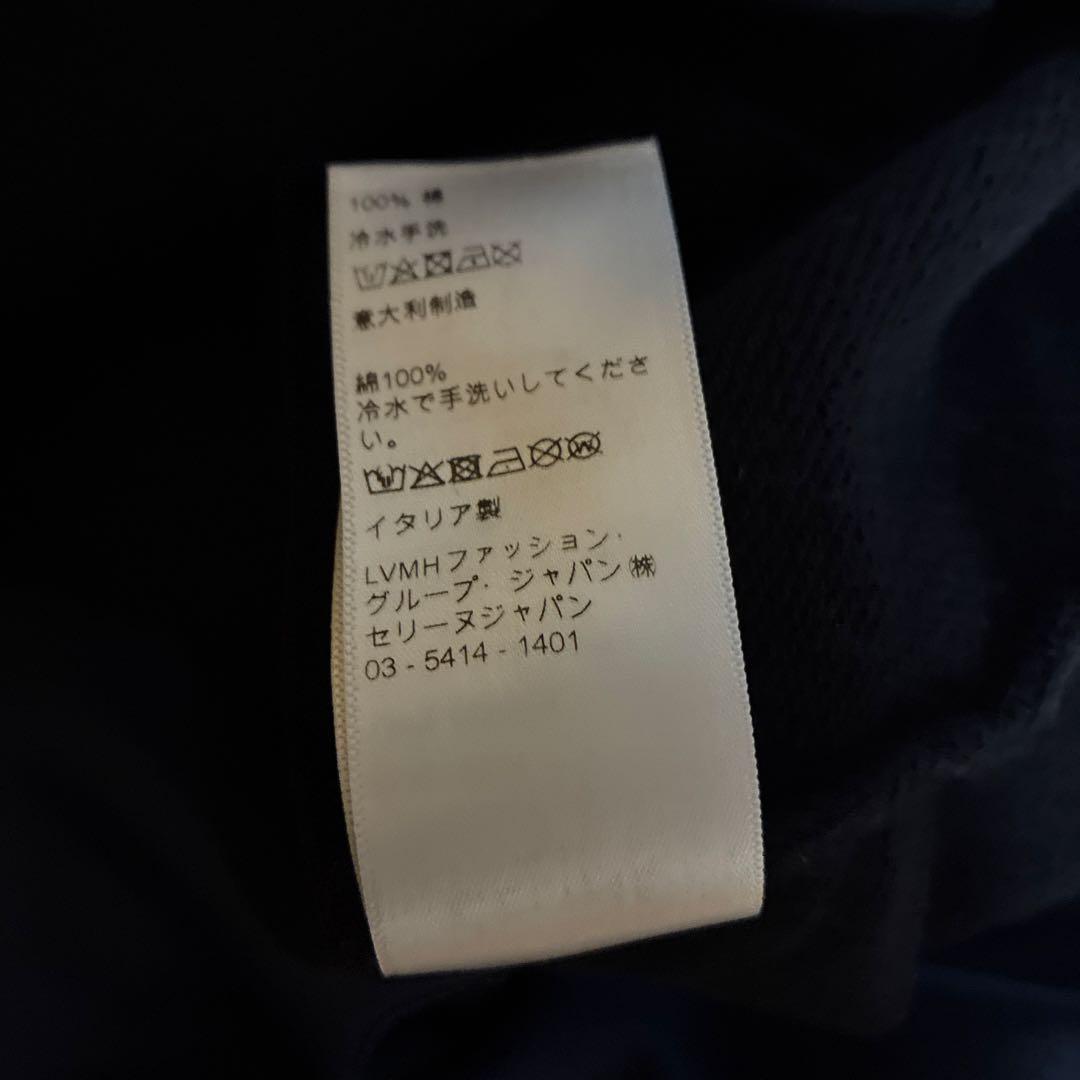 100% 棉
冷水手洗
意大利制造
綿100%
冷水で手洗いしてくださ
い。
イタリア製
LVMHファッション·
グループ· ジャパン㈱
セリーヌジャパン
03 - 5414 - 1401